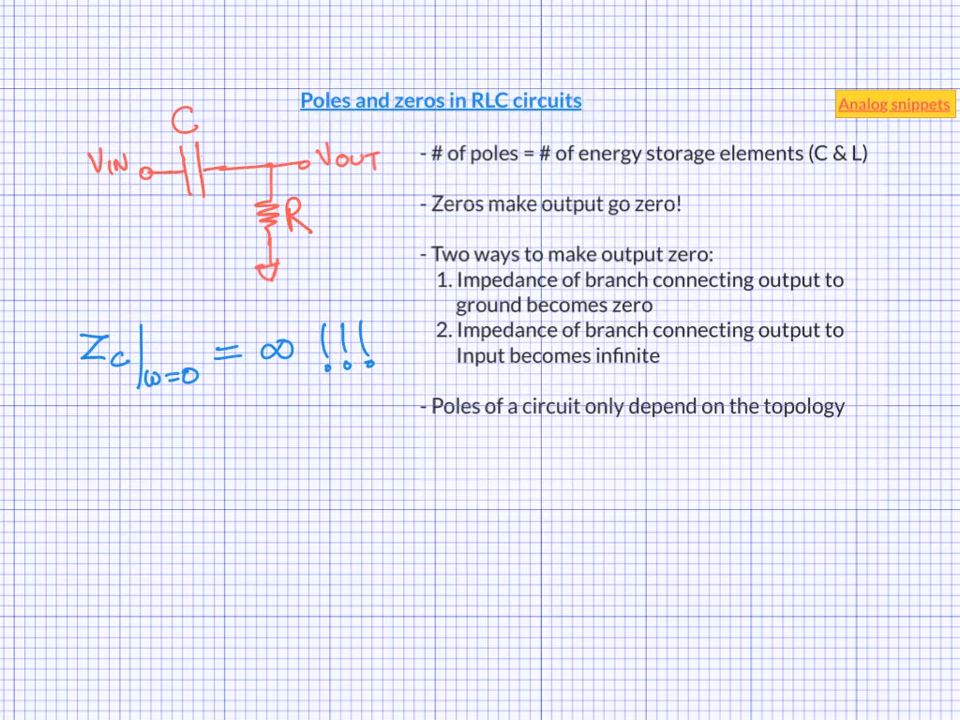 Poles and zeros in RLC circuits
Analog snippets
C
VIN
VOUT
R
- # of poles = # of energy storage elements (C & L)
- Zeros make output go zero!
- Two ways to make output zero:
1. Impedance of branch connecting output to
ground becomes zero
2. Impedance of branch connecting output to
Input becomes infinite
- Poles of a circuit only depend on the topology
Zc|ω=0 = ∞ !!!